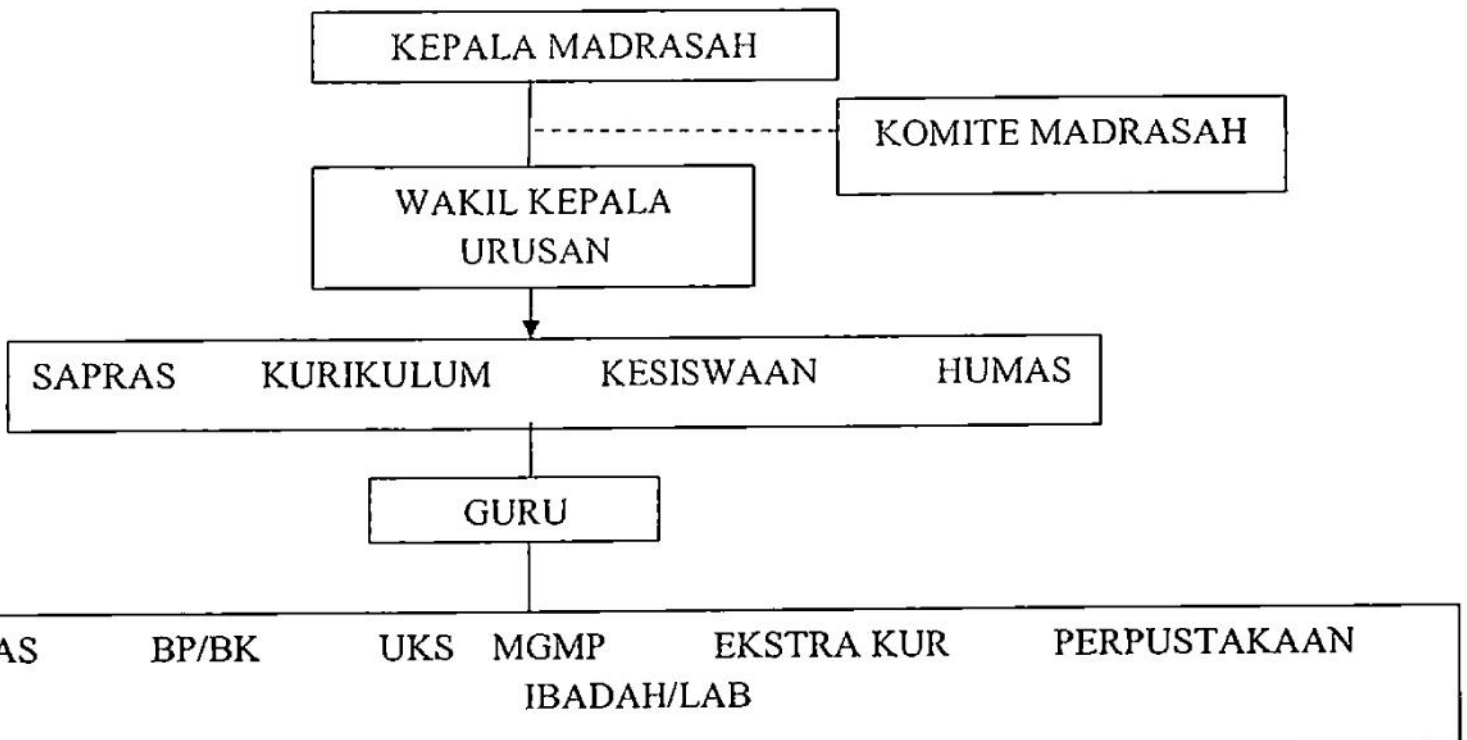 KEPALA MADRASAH
KOMITE MADRASAH
WAKIL KEPALA
URUSAN
SAPRAS KURIKULUM KESISWAAN HUMAS
GURU
AS BP/BK UKS MGMP EKSTRA KUR PERPUSTAKAAN
IBADAH/LAB